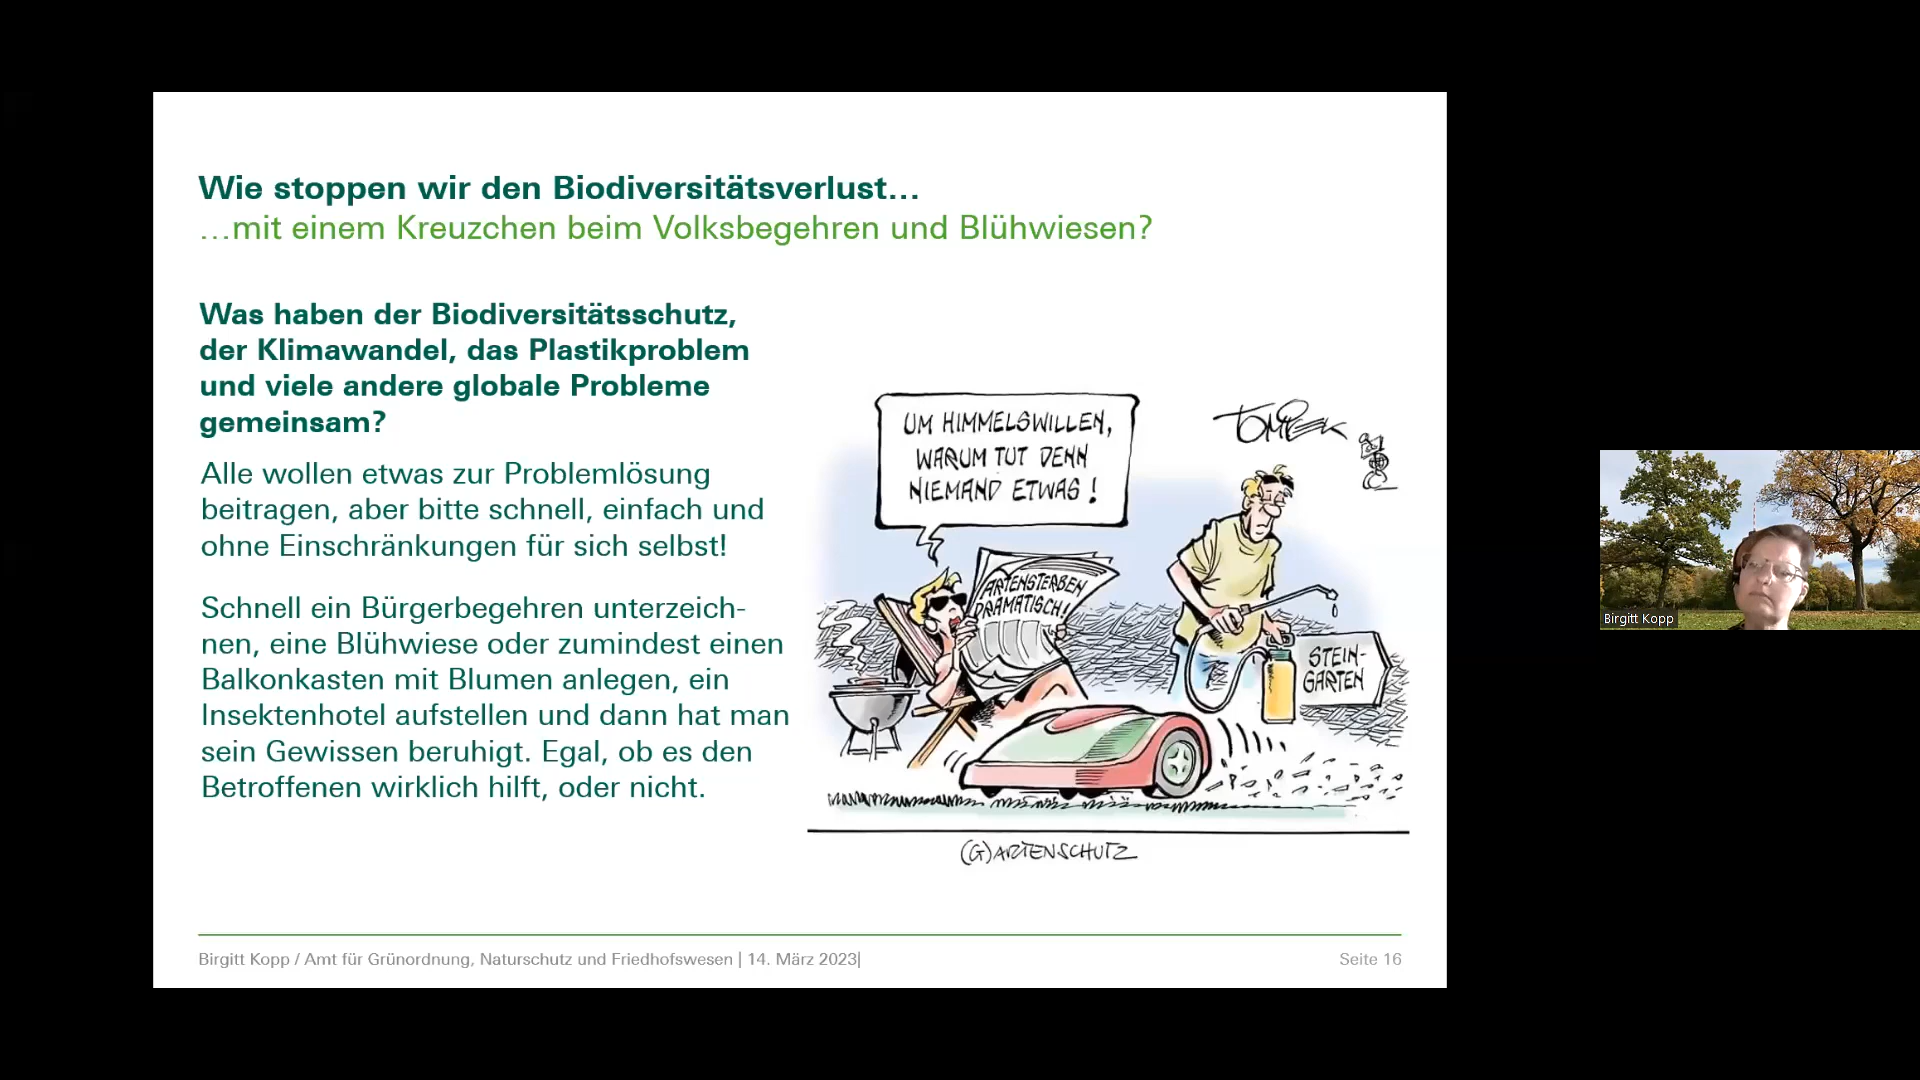 Wie stoppen wir den Biodiversitätsverlust…
…mit einem Kreuzchen beim Volksbegehren und Blühwiesen?
Was haben der Biodiversitätsschutz,
der Klimawandel, das Plastikproblem
und viele andere globale Probleme
gemeinsam?
Alle wollen etwas zur Problemlösung
beitragen, aber bitte schnell, einfach und
ohne Einschränkungen für sich selbst!
Schnell ein Bürgerbegehren unterzeich-
nen, eine Blühwiese oder zumindest einen
Balkonkasten mit Blumen anlegen, ein
Insektenhotel aufstellen und dann hat man
sein Gewissen beruhigt. Egal, ob es den
Betroffenen wirklich hilft, oder nicht.
UM HIMMELSWILLEN,
WARUM TUT DENN
NIEMAND ETWAS!
TOMICEK
ARTENSTERBEN
DRAMATISCH!
STEIN-
GARTEN
(G)ARTENSCHUTZ
Birgitt Kopp / Amt für Grünordnung, Naturschutz und Friedhofswesen | 14. März 2023|
Seite 16
Birgitt Kopp